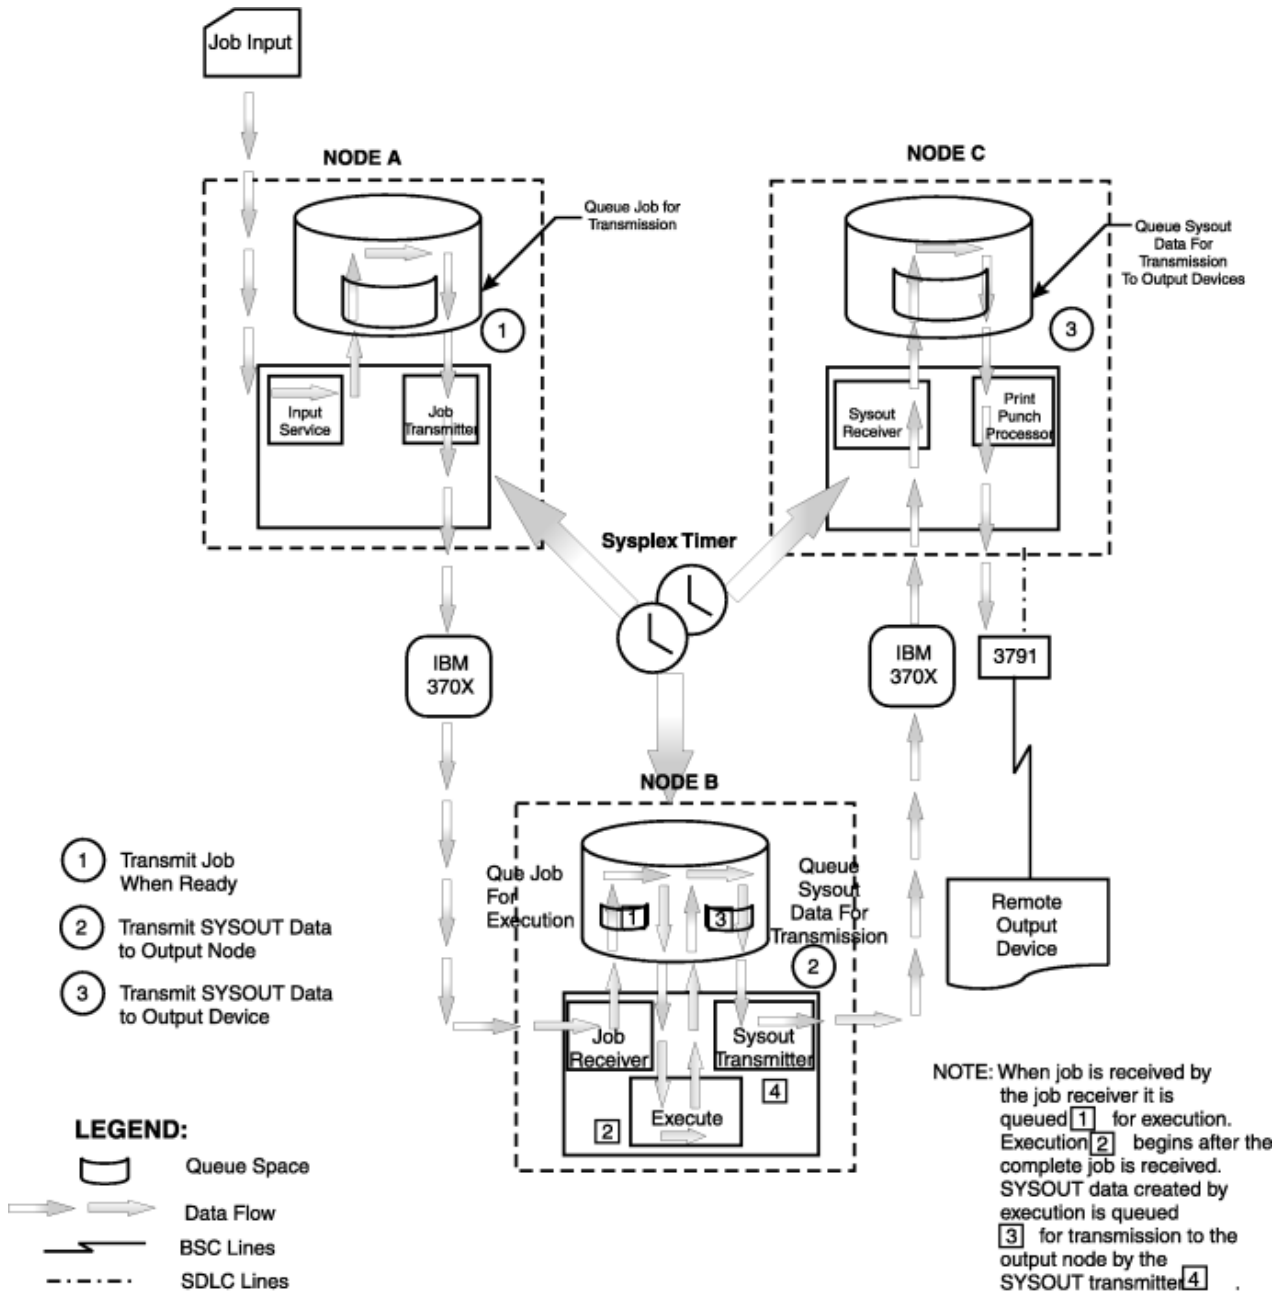 Job Input
NODE A
NODE C
Queue Job for
Transmission
Queue Sysout
Data For
Transmission
To Output Devices
1
3
Input
Service
Job
Transmitter
Sysout
Receiver
Print
Punch
Processor
Sysplex Timer
IBM
370X
IBM
370X
3791
NODE B
Que Job
For
Execution
Queue
Sysout
Data For
Transmission
1
3
2
Job
Receiver
Sysout
Transmitter
4
Execute
2
Remote
Output
Device
1 Transmit Job
When Ready
2 Transmit SYSOUT Data
to Output Node
3 Transmit SYSOUT Data
to Output Device
LEGEND:
Queue Space
Data Flow
BSC Lines
SDLC Lines
NOTE: When job is received by
the job receiver it is
queued 1 for execution.
Execution 2 begins after the
complete job is received.
SYSOUT data created by
execution is queued
3 for transmission to the
output node by the
SYSOUT transmitter 4 .